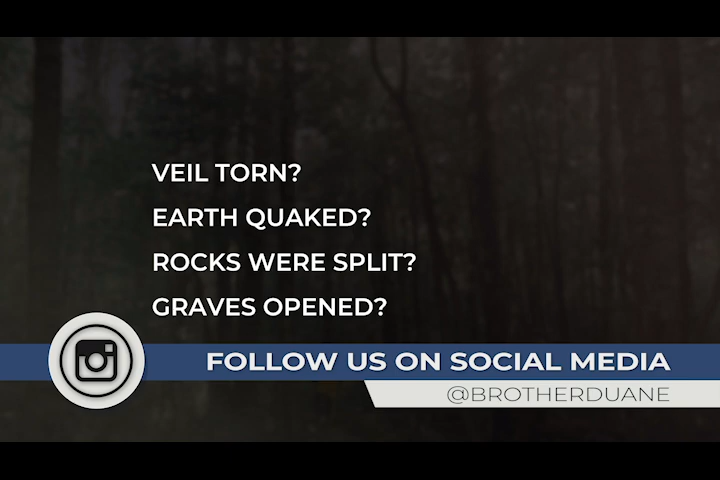 VEIL TORN?
EARTH QUAKED?
ROCKS WERE SPLIT?
GRAVES OPENED?
FOLLOW US ON SOCIAL MEDIA
@BROTHERDUANE